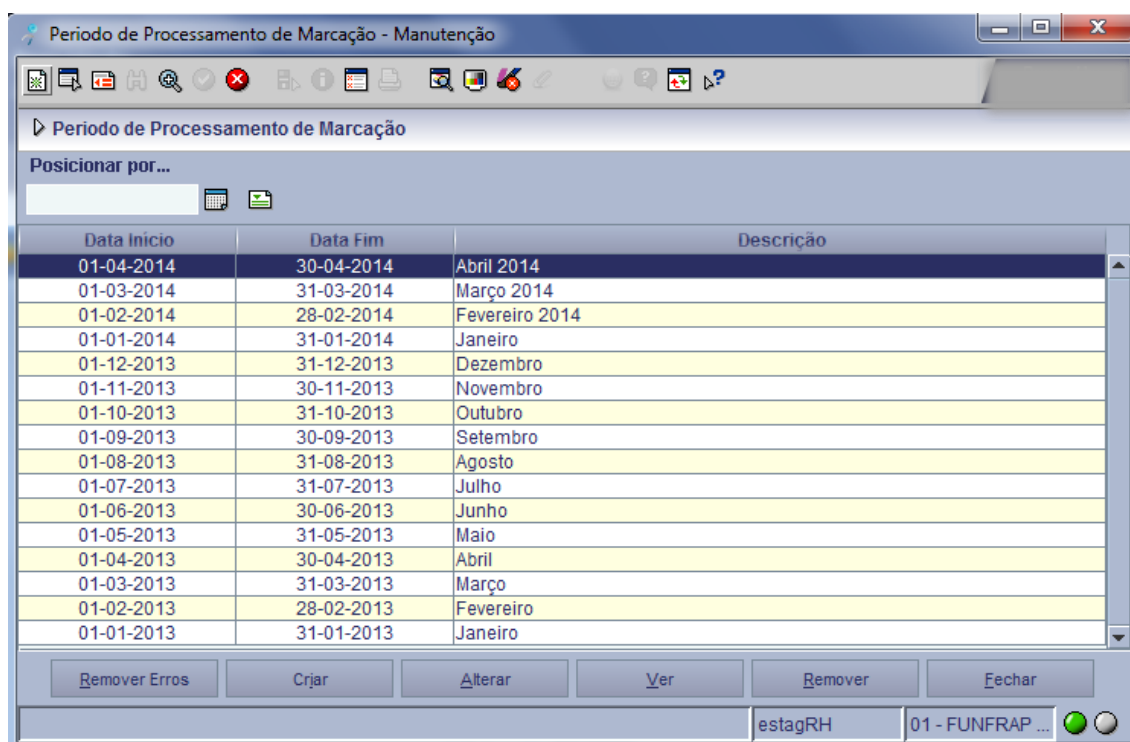 Periodo de Processamento de Marcação - Manutenção
Periodo de Processamento de Marcação
Posicionar por...
Data Início Data Fim Descrição
01-04-2014 30-04-2014 Abril 2014
01-03-2014 31-03-2014 Março 2014
01-02-2014 28-02-2014 Fevereiro 2014
01-01-2014 31-01-2014 Janeiro
01-12-2013 31-12-2013 Dezembro
01-11-2013 30-11-2013 Novembro
01-10-2013 31-10-2013 Outubro
01-09-2013 30-09-2013 Setembro
01-08-2013 31-08-2013 Agosto
01-07-2013 31-07-2013 Julho
01-06-2013 30-06-2013 Junho
01-05-2013 31-05-2013 Maio
01-04-2013 30-04-2013 Abril
01-03-2013 31-03-2013 Março
01-02-2013 28-02-2013 Fevereiro
01-01-2013 31-01-2013 Janeiro
Remover Erros Criar Alterar Ver Remover Fechar
estagRH 01 - FUNFRAP ...